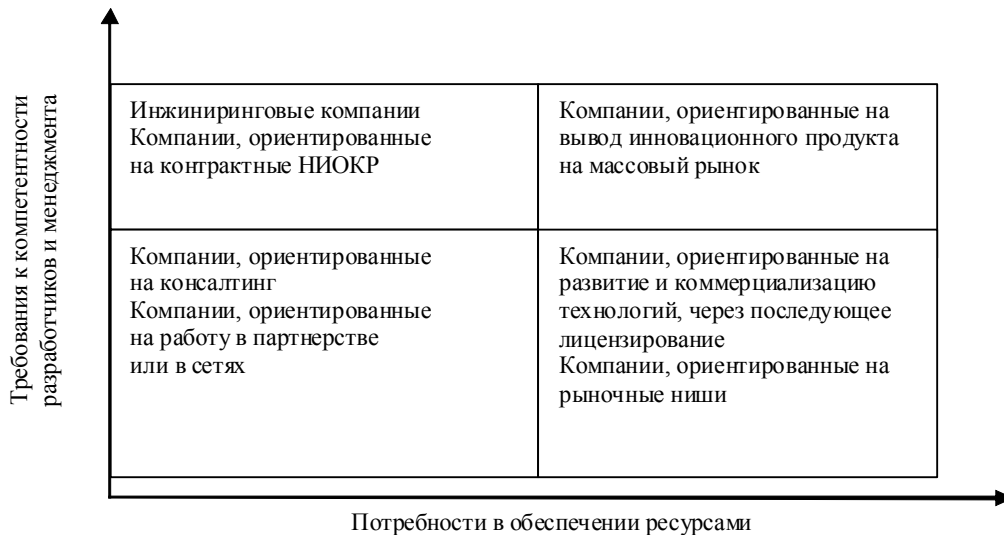 Требования к компетентности
разработчиков и менеджмента
Инжиниринговые компании
Компании, ориентированные
на контрактные НИОКР
Компании, ориентированные на
вывод инновационного продукта
на массовый рынок
Компании, ориентированные
на консалтинг
Компании, ориентированные
на работу в партнерстве
или в сетях
Компании, ориентированные на
развитие и коммерциализацию
технологий, через последующее
лицензирование
Компании, ориентированные на
рыночные ниши
Потребности в обеспечении ресурсами